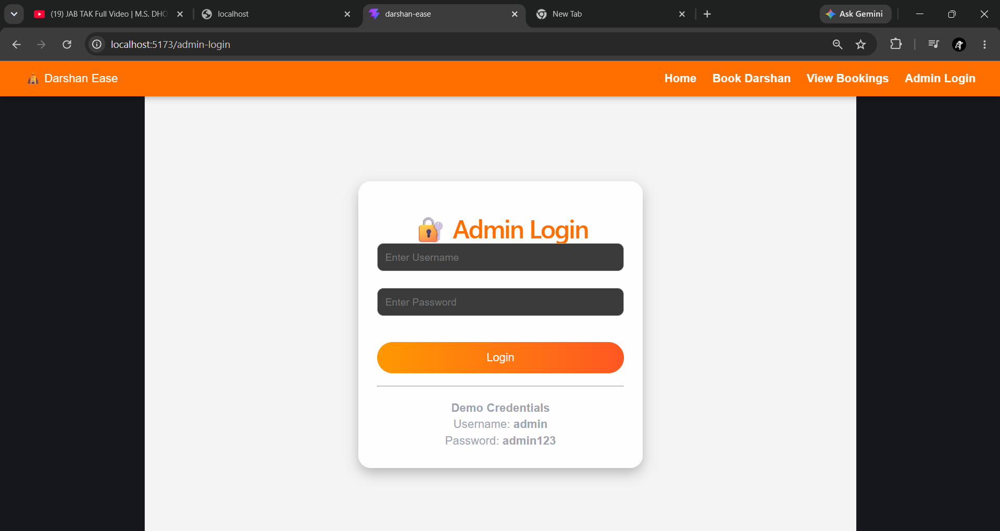 (19) JAB TAK Full Video | M.S. DHO
localhost
darshan-ease
New Tab
Ask Gemini
localhost:5173/admin-login
Darshan Ease
Home
Book Darshan
View Bookings
Admin Login
Admin Login
Enter Username
Enter Password
Login
Demo Credentials
Username: admin
Password: admin123